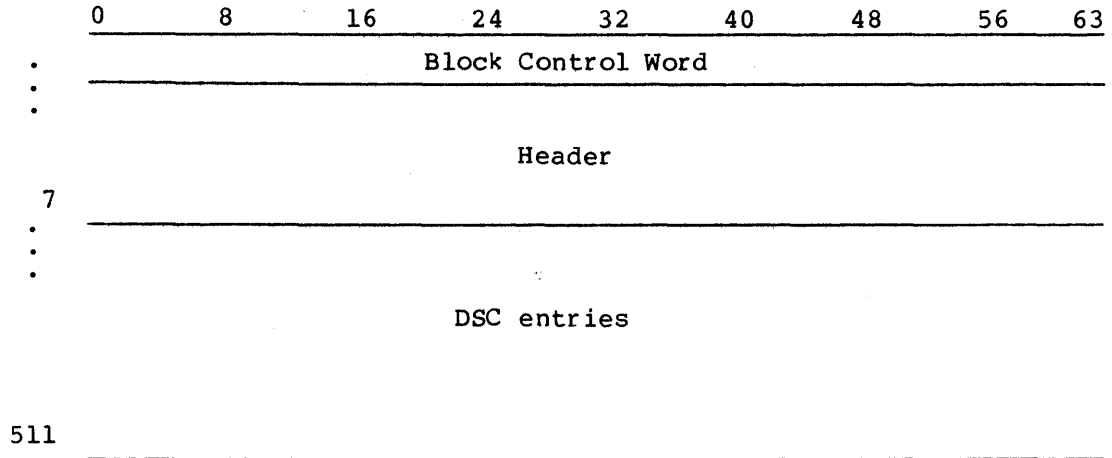 0 8 16 24 32 40 48 56 63
Block Control Word
Header
7
DSC entries
511